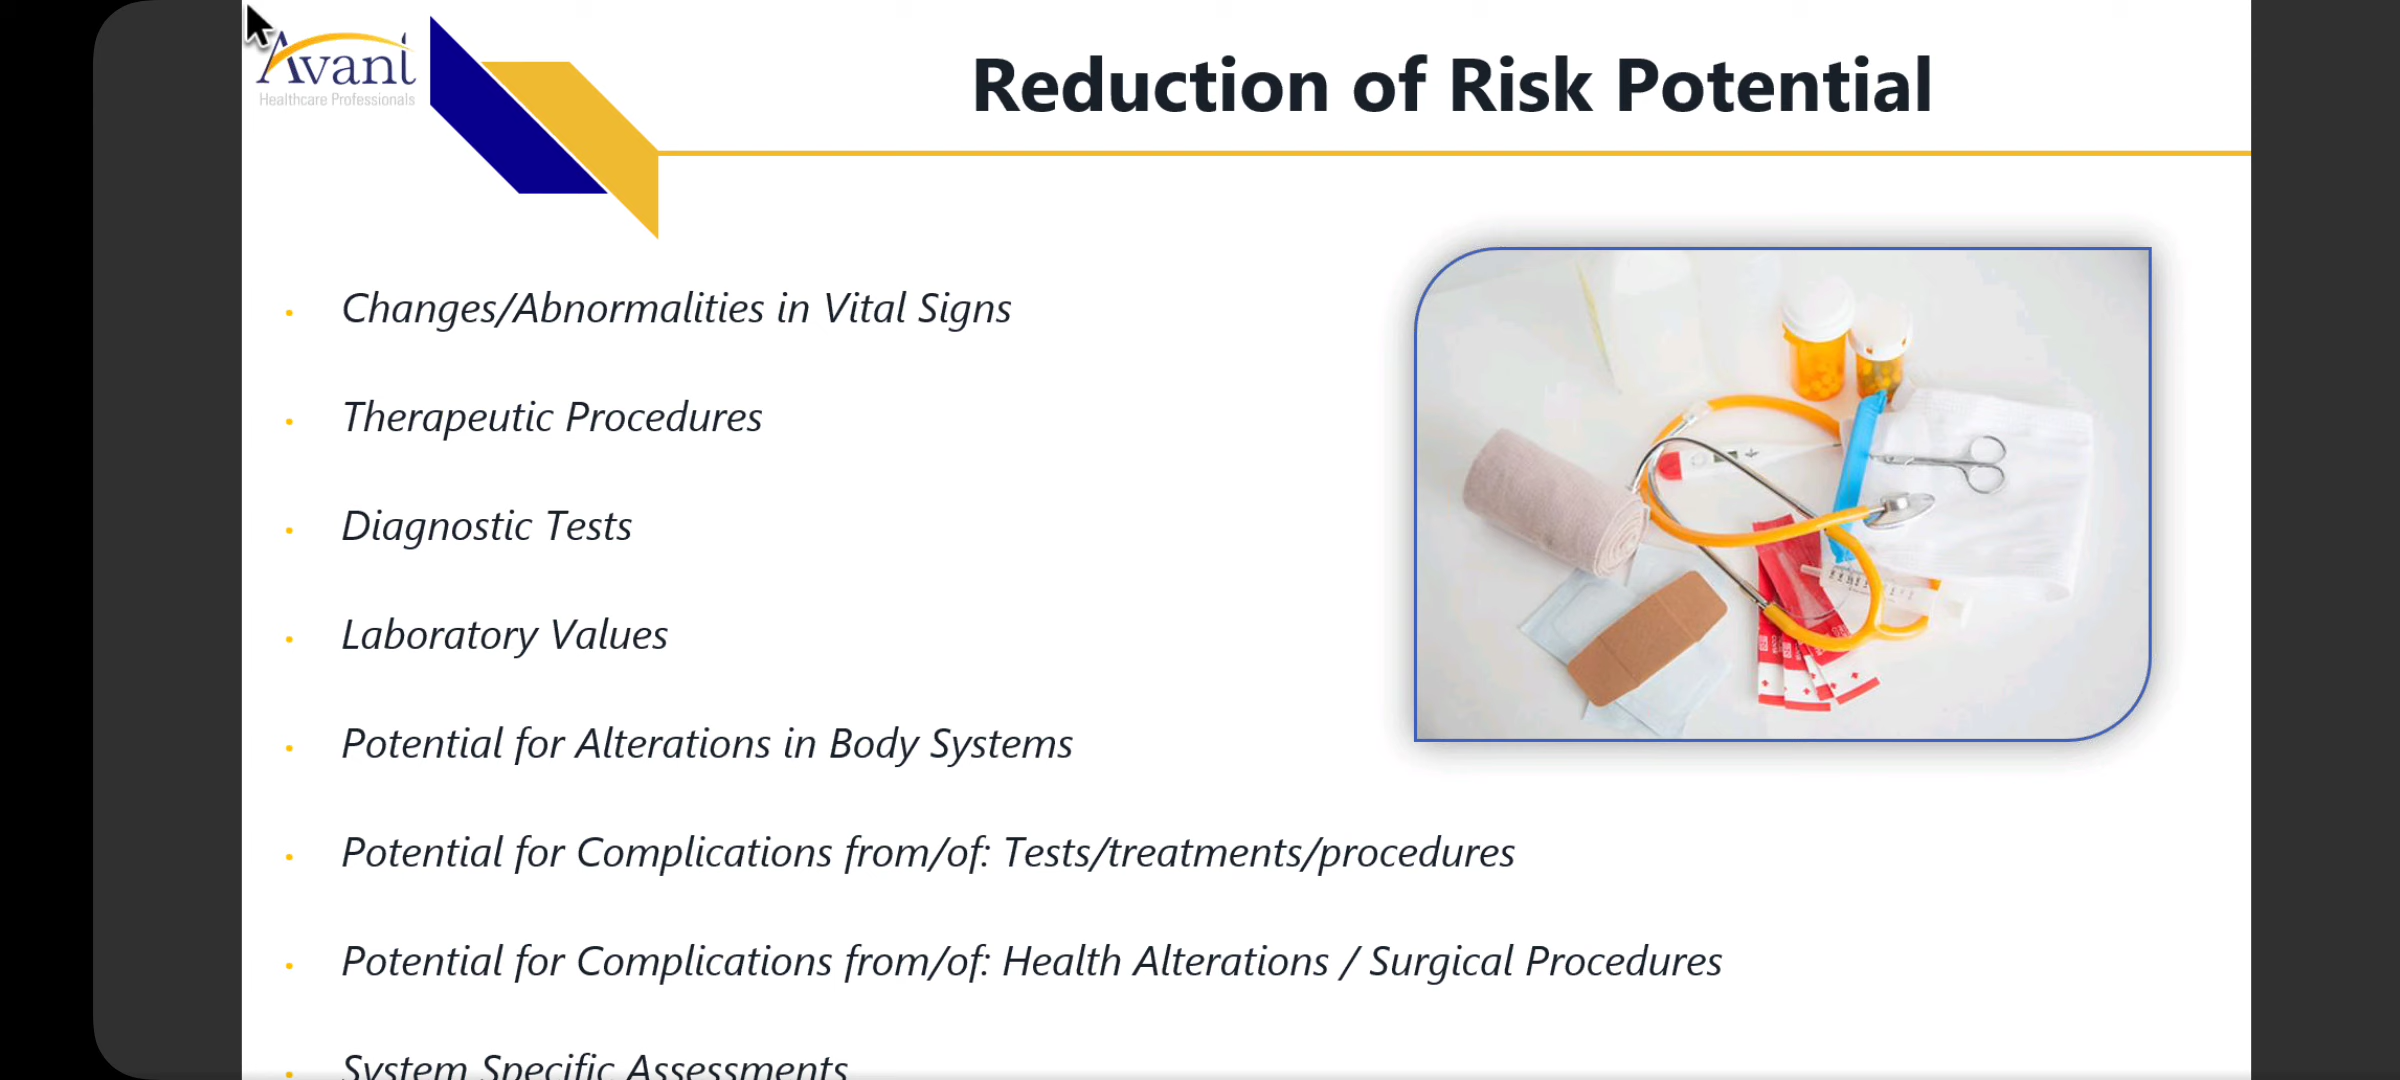 Avant
Healthcare Professionals
Reduction of Risk Potential
Changes/Abnormalities in Vital Signs
Therapeutic Procedures
Diagnostic Tests
Laboratory Values
Potential for Alterations in Body Systems
Potential for Complications from/of: Tests/treatments/procedures
Potential for Complications from/of: Health Alterations / Surgical Procedures
System Specific Assessments